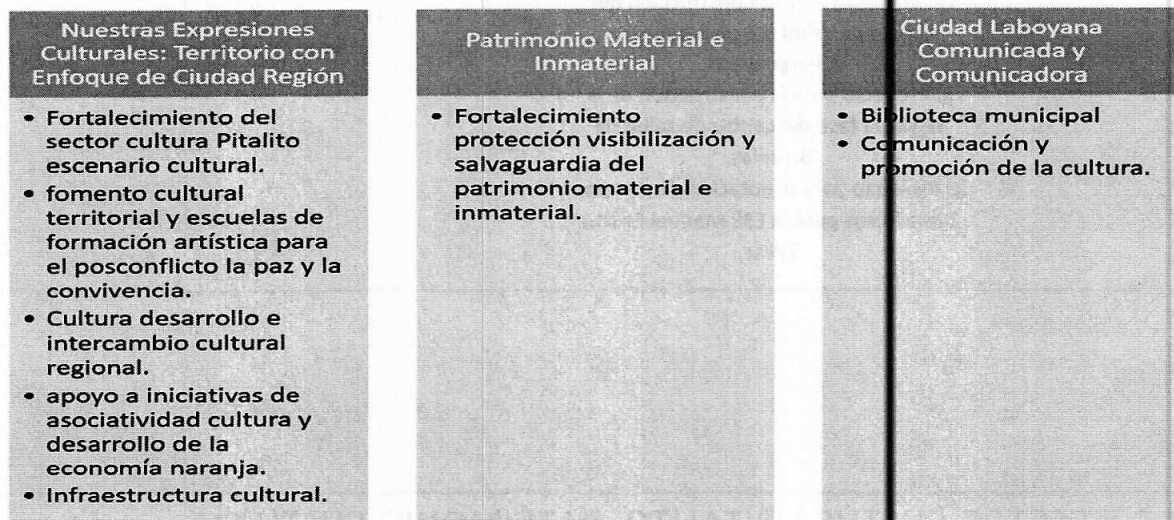 Nuestras Expresiones
Culturales: Territorio con
Enfoque de Ciudad Región
• Fortalecimiento del
sector cultura Pitalito
escenario cultural.
• fomento cultural
territorial y escuelas de
formación artística para
el posconflicto la paz y la
convivencia.
• Cultura desarrollo e
intercambio cultural
regional.
• apoyo a iniciativas de
asociatividad cultura y
desarrollo de la
economía naranja.
• Infraestructura cultural.
Patrimonio Material e
Inmaterial
• Fortalecimiento
protección visibilización y
salvaguardia del
patrimonio material e
inmaterial.
Ciudad Laboyana
Comunicada y
Comunicadora
• Biblioteca municipal
• Comunicación y
promoción de la cultura.